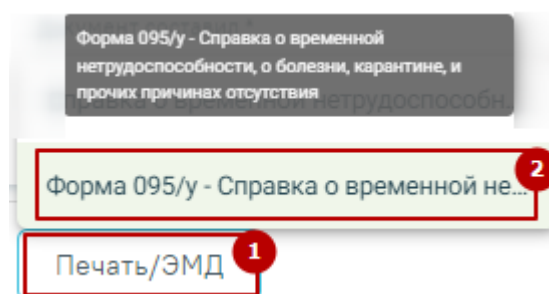 Форма 095/у - Справка о временной
нетрудоспособности, о болезни, карантине, и
прочих причинах отсутствия
Форма 095/у - Справка о временной не...
2
Печать/ЭМД
1